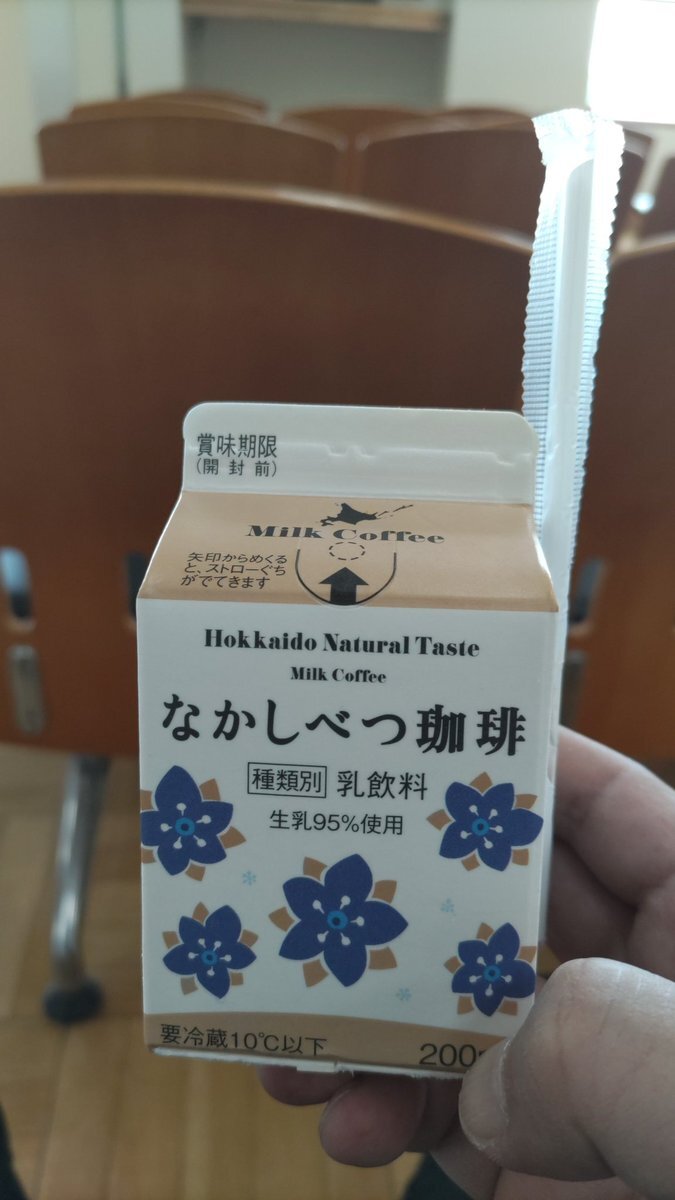 賞味期限
(開封前)
Milk Coffee
矢印からめくる
と、ストローぐち
がでてきます
Hokkaido Natural Taste
Milk Coffee
なかしべつ珈琲
種類別 乳飲料
生乳95%使用
要冷蔵10℃以下
200